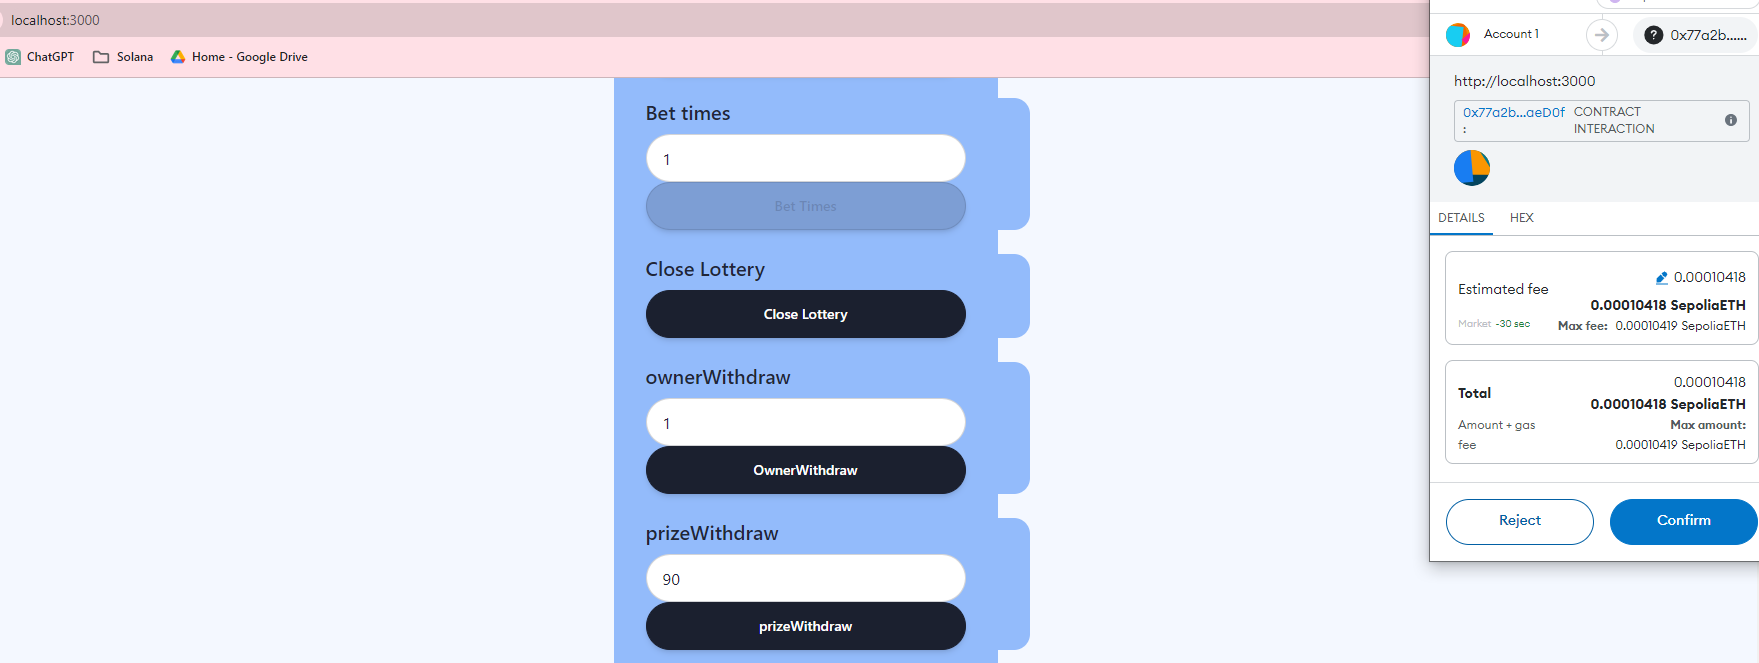 localhost:3000
ChatGPT Solana Home - Google Drive
Bet times
1
Bet Times
Close Lottery
Close Lottery
ownerWithdraw
1
OwnerWithdraw
prizeWithdraw
90
prizeWithdraw
Account 1
? 0x77a2b......
http://localhost:3000
0x77a2b...aeD0f
:
CONTRACT
INTERACTION
DETAILS HEX
Estimated fee
0.00010418
0.00010418 SepoliaETH
Market -30 sec Max fee: 0.00010419 SepoliaETH
Total
0.00010418
0.00010418 SepoliaETH
Amount + gas
fee
Max amount:
0.00010419 SepoliaETH
Reject Confirm